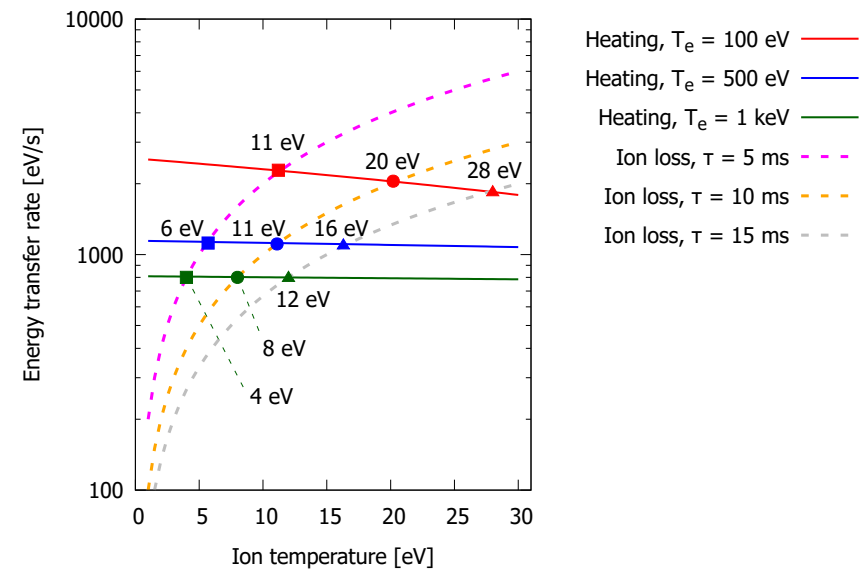 10000
1000
100
0 5 10 15 20 25 30
Energy transfer rate [eV/s]
Ion temperature [eV]
11 eV
20 eV
28 eV
6 eV
11 eV
16 eV
12 eV
8 eV
4 eV
Heating, Tₑ = 100 eV
Heating, Tₑ = 500 eV
Heating, Tₑ = 1 keV
Ion loss, τ = 5 ms
Ion loss, τ = 10 ms
Ion loss, τ = 15 ms